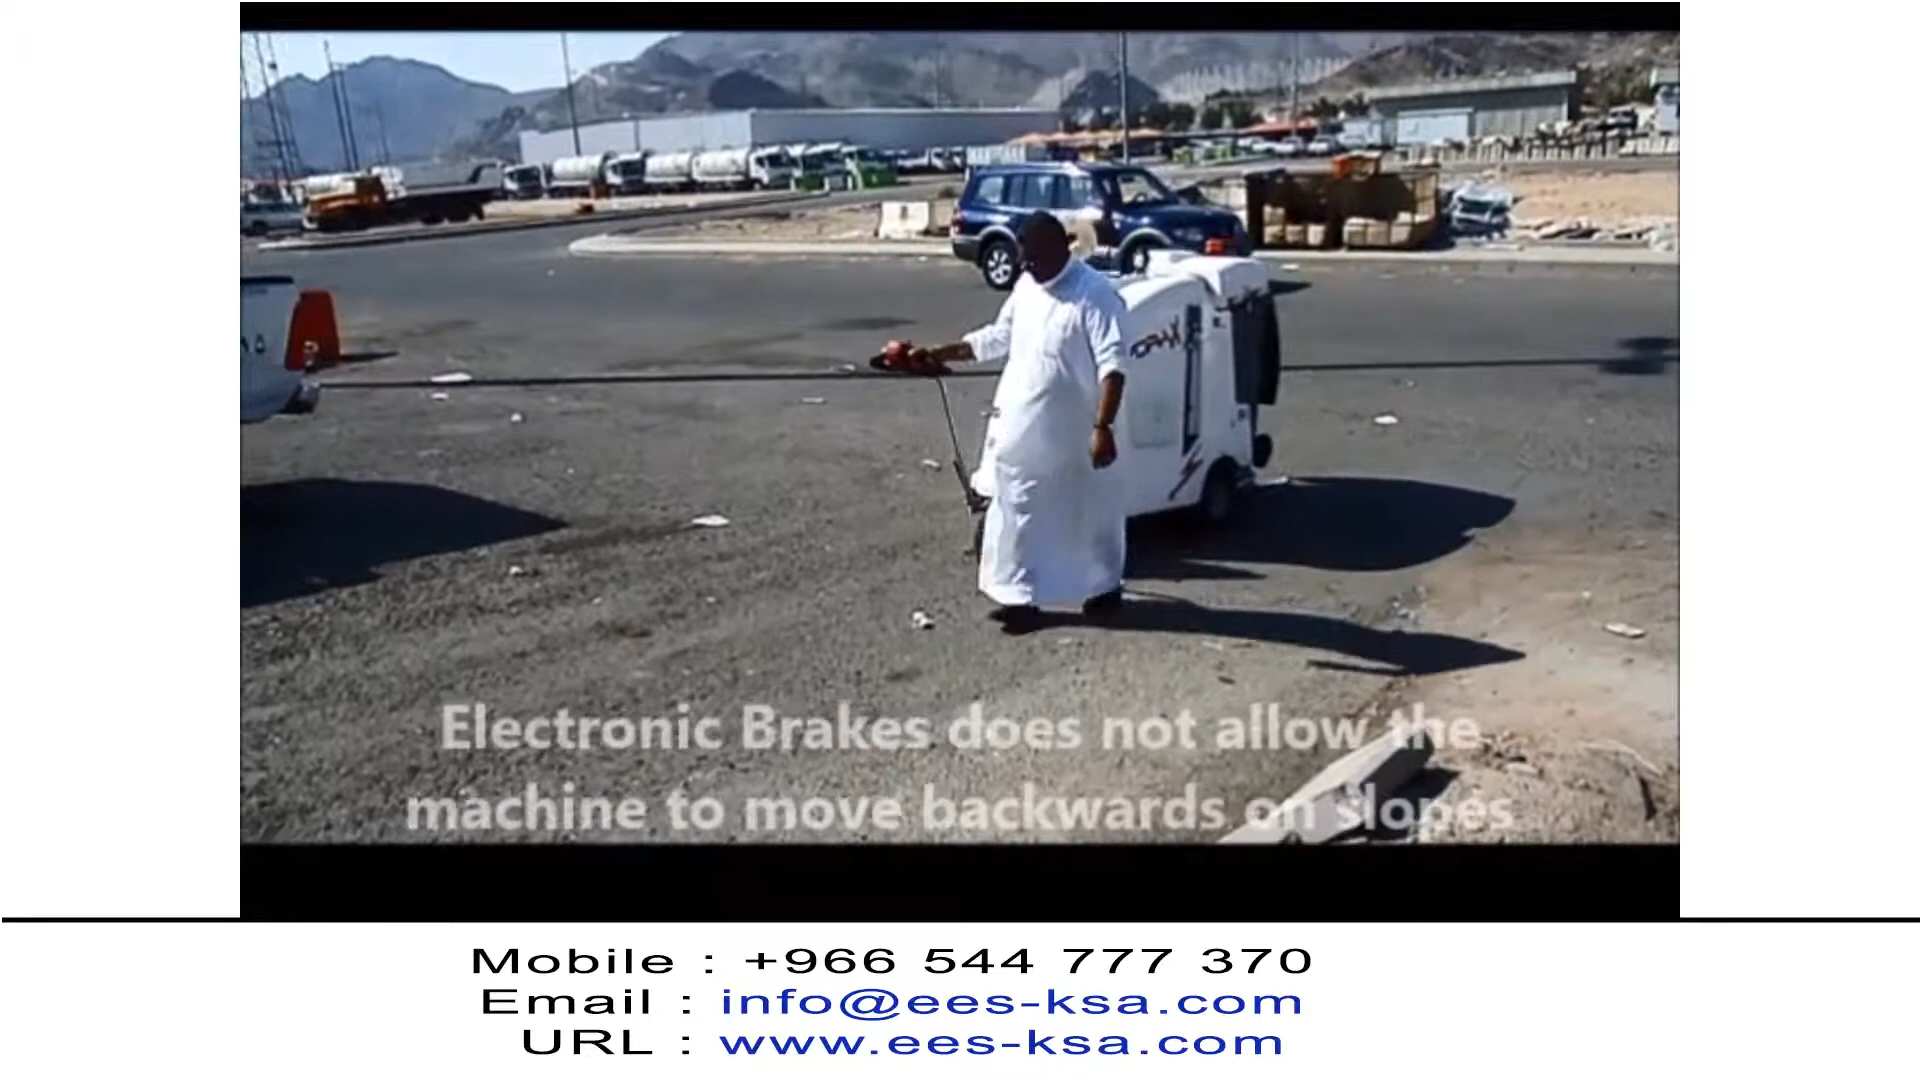 Electronic Brakes does not allow the
machine to move backwards on slopes
Mobile : +966 544 777 370
Email : info@ees-ksa.com
URL : www.ees-ksa.com